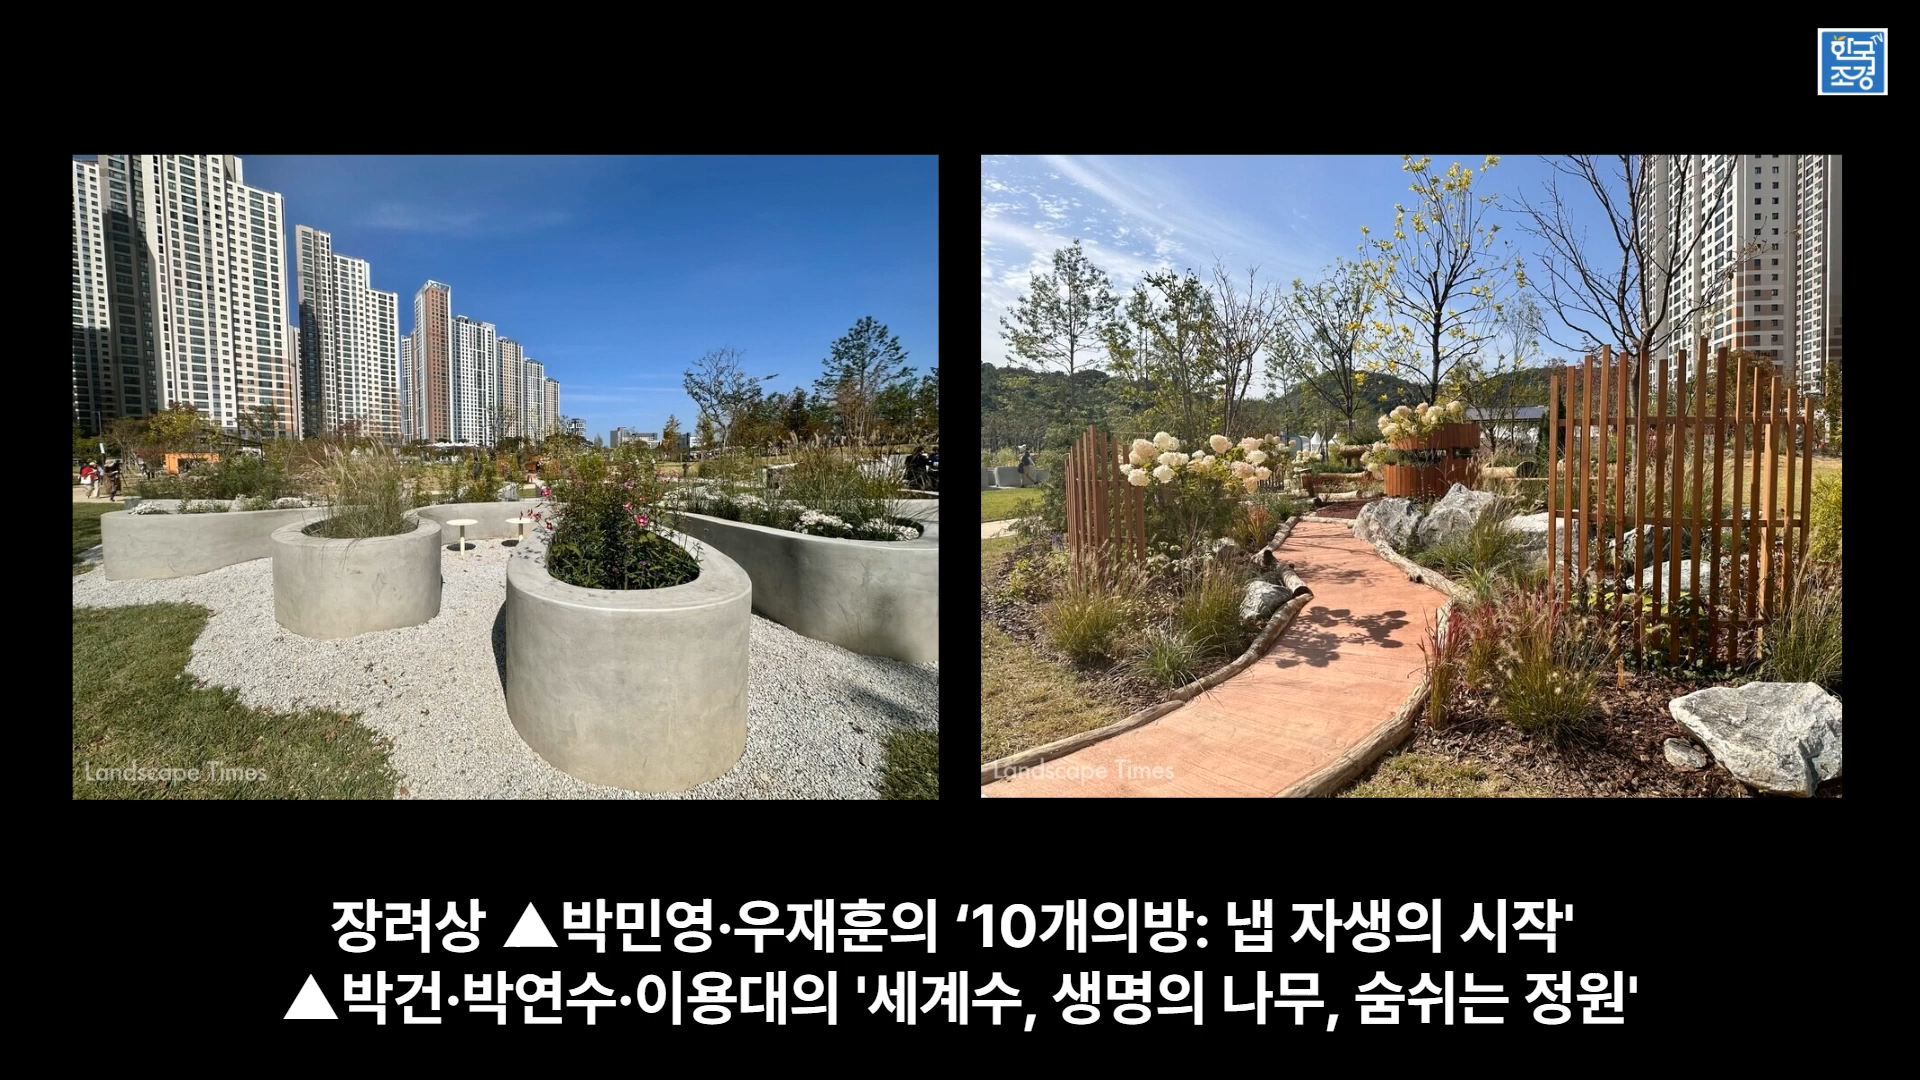 한국TV
조경
Landscape Times
Landscape Times
장려상 ▲박민영·우재훈의 ‘10개의방: 냅 자생의 시작'
▲박건·박연수·이용대의 '세계수, 생명의 나무, 숨쉬는 정원'